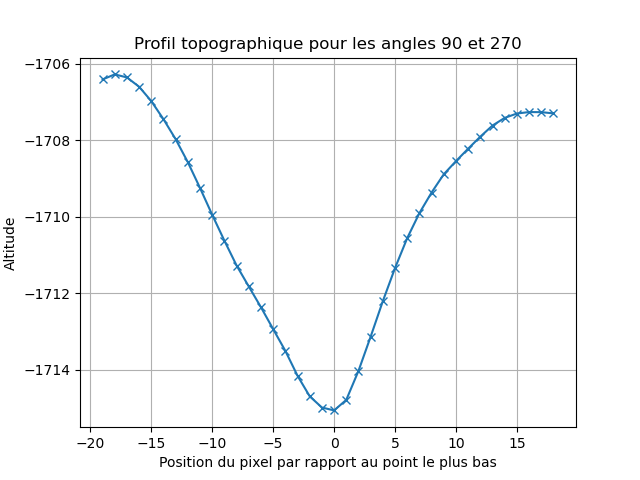 Profil topographique pour les angles 90 et 270
−1706
−1708
−1710
−1712
−1714
Altitude
−20 −15 −10 −5 0 5 10 15
Position du pixel par rapport au point le plus bas